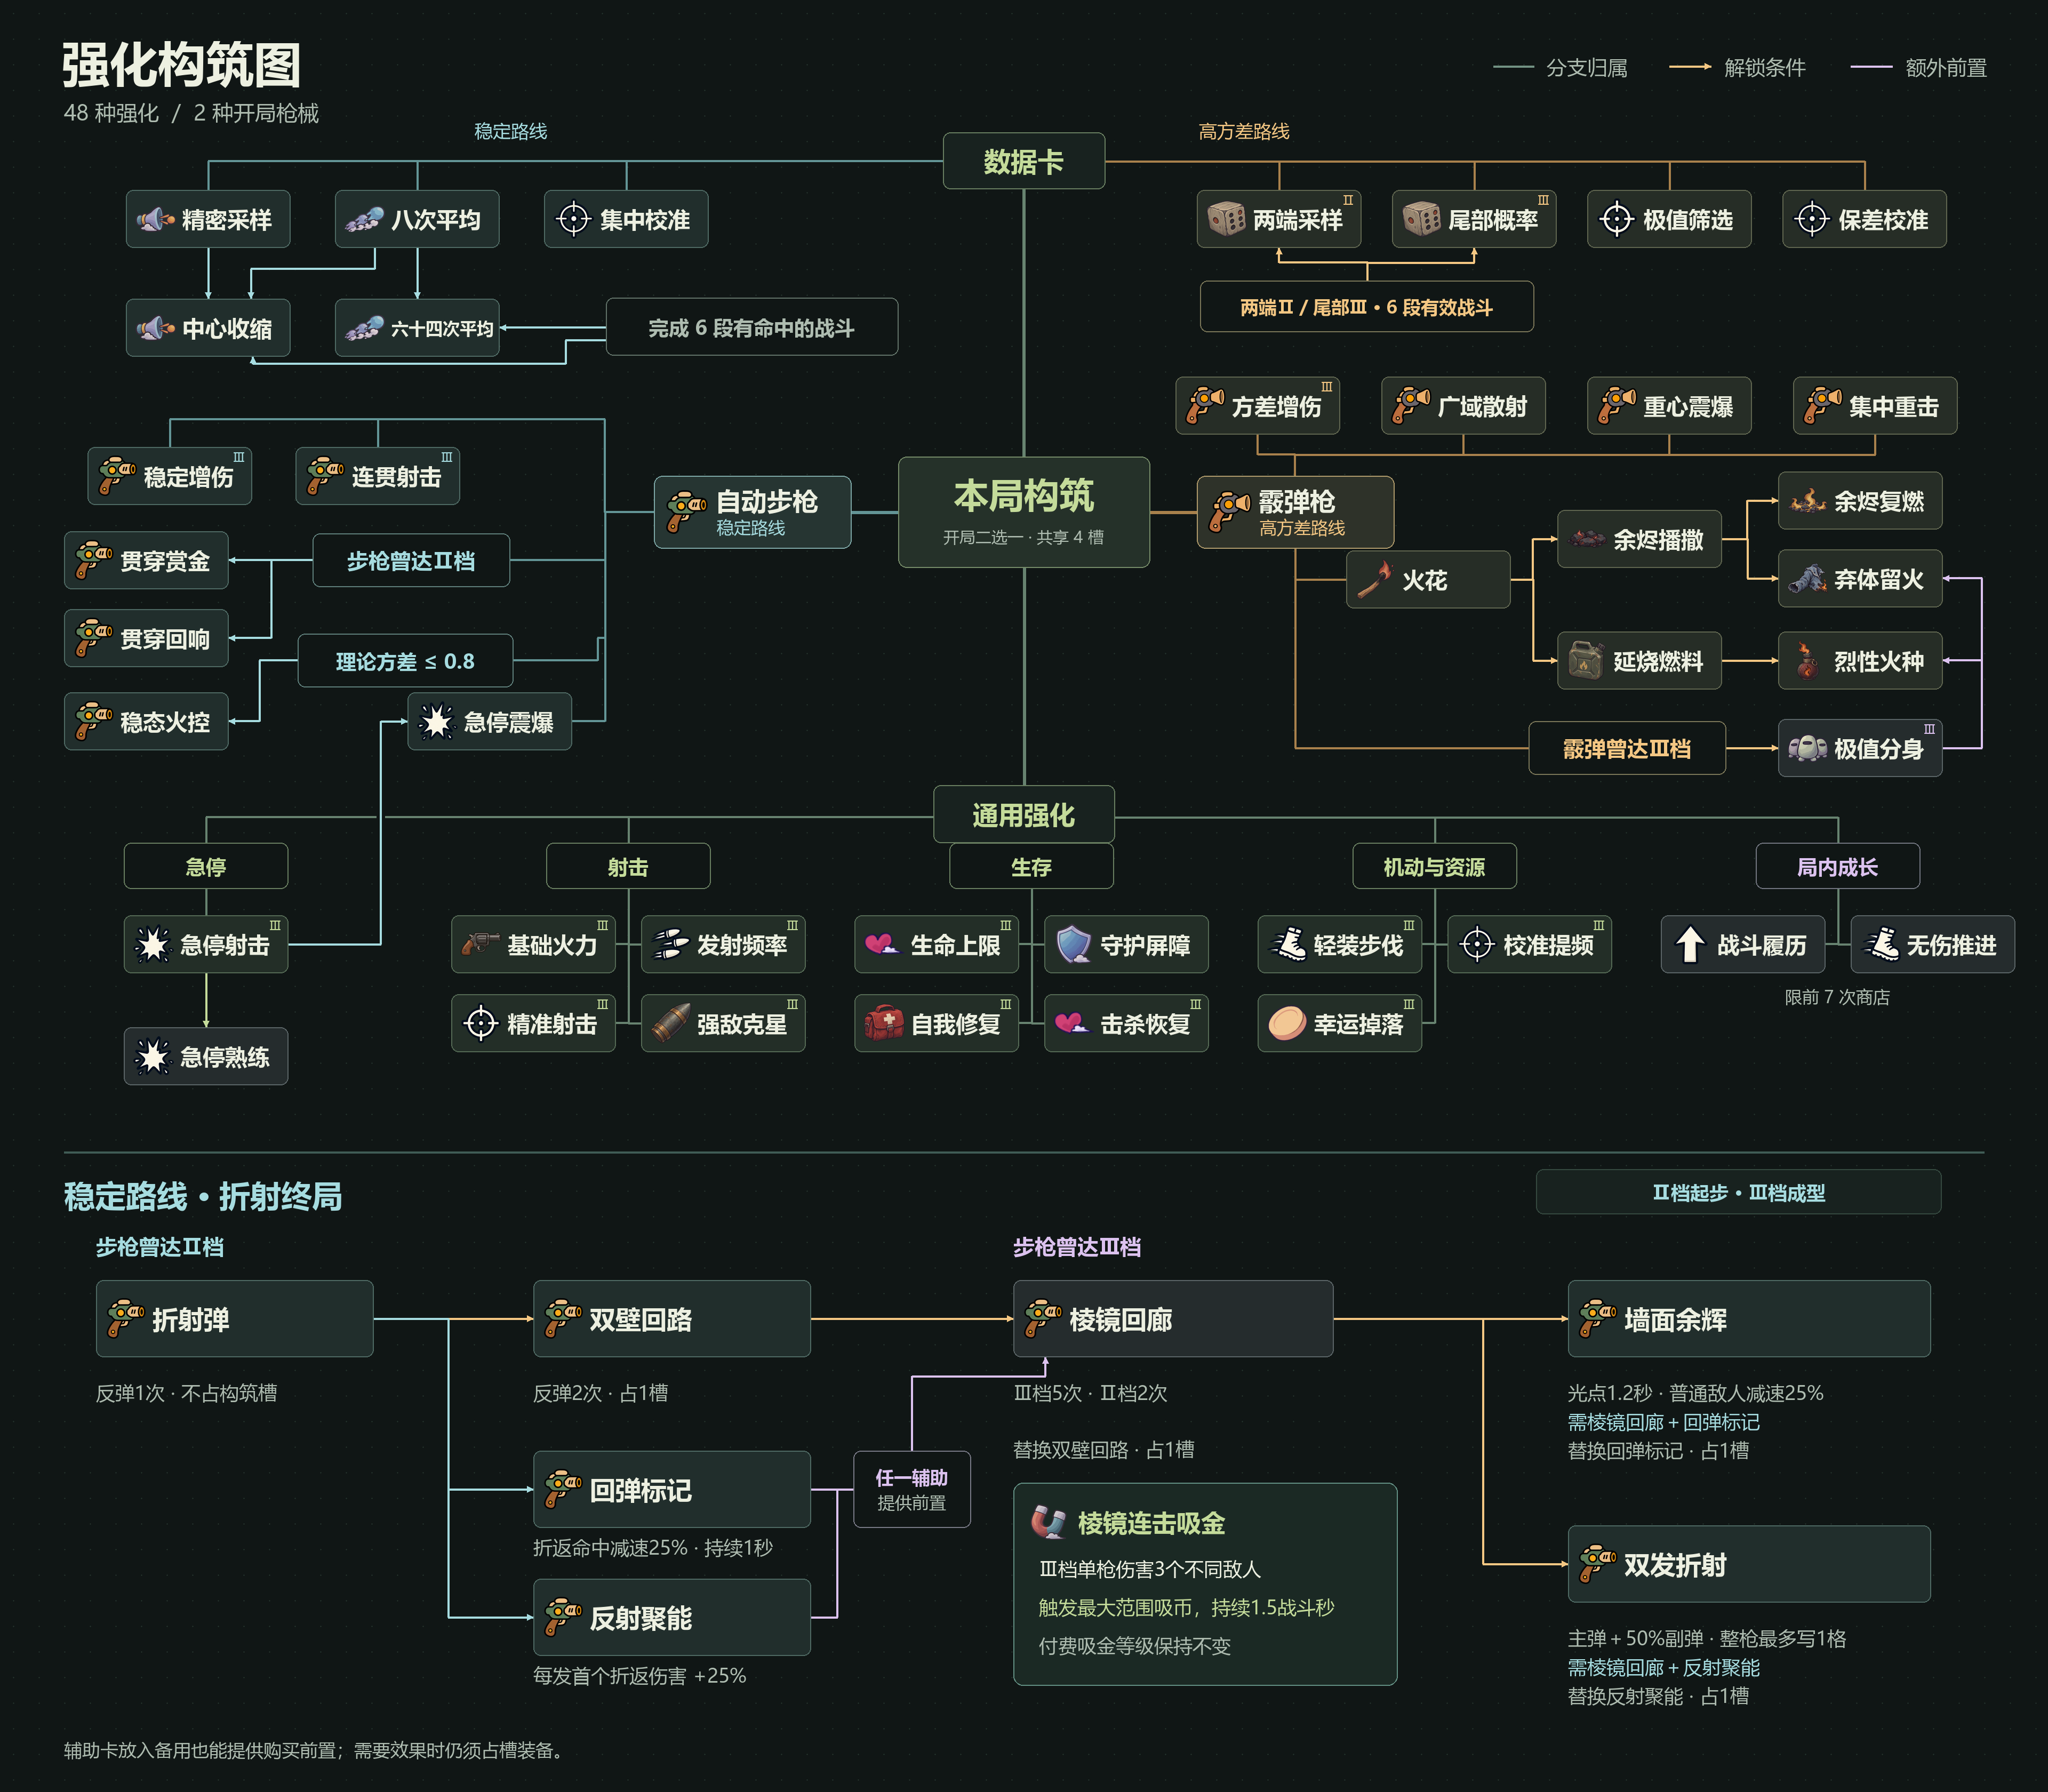 强化构筑图
48 种强化 / 2 种开局枪械
分支归属
解锁条件
额外前置
稳定路线
高方差路线
数据卡
精密采样
八次平均
集中校准
两端采样 Ⅱ
尾部概率 Ⅲ
极值筛选
保差校准
中心收缩
六十四次平均
完成 6 段有命中的战斗
两端Ⅱ / 尾部Ⅲ · 6 段有效战斗
方差增伤 Ⅲ
广域散射
重心震爆
集中重击
稳定增伤 Ⅲ
连贯射击 Ⅲ
自动步枪
稳定路线
本局构筑
开局二选一 · 共享 4 槽
霰弹枪
高方差路线
余烬复燃
余烬播撒
贯穿赏金
步枪曾达Ⅱ档
火花
弃体留火
贯穿回响
理论方差 ≤ 0.8
延烧燃料
烈性火种
稳态火控
急停震爆
霰弹曾达Ⅲ档
极值分身 Ⅲ
通用强化
急停
射击
生存
机动与资源
局内成长
急停射击 Ⅲ
基础火力 Ⅲ
发射频率 Ⅲ
生命上限 Ⅲ
守护屏障
轻装步伐 Ⅲ
校准提频 Ⅲ
战斗履历
无伤推进
限前 7 次商店
精准射击 Ⅲ
强敌克星 Ⅲ
自我修复 Ⅲ
击杀恢复 Ⅲ
幸运掉落 Ⅲ
急停熟练
稳定路线 · 折射终局
Ⅱ档起步 · Ⅲ档成型
步枪曾达Ⅱ档
步枪曾达Ⅲ档
折射弹
双壁回路
棱镜回廊
墙面余辉
反弹1次 · 不占构筑槽
反弹2次 · 占1槽
Ⅲ档5次 · Ⅱ档2次
替换双壁回路 · 占1槽
光点1.2秒 · 普通敌人减速25%
需棱镜回廊 + 回弹标记
替换回弹标记 · 占1槽
回弹标记
折返命中减速25% · 持续1秒
任一辅助
提供前置
棱镜连击吸金
Ⅲ档单枪伤害3个不同敌人
触发最大范围吸币，持续1.5战斗秒
付费吸金等级保持不变
双发折射
反射聚能
每发首个折返伤害 +25%
主弹 + 50%副弹 · 整枪最多写1格
需棱镜回廊 + 反射聚能
替换反射聚能 · 占1槽
辅助卡放入备用也能提供购买前置；需要效果时仍须占槽装备。